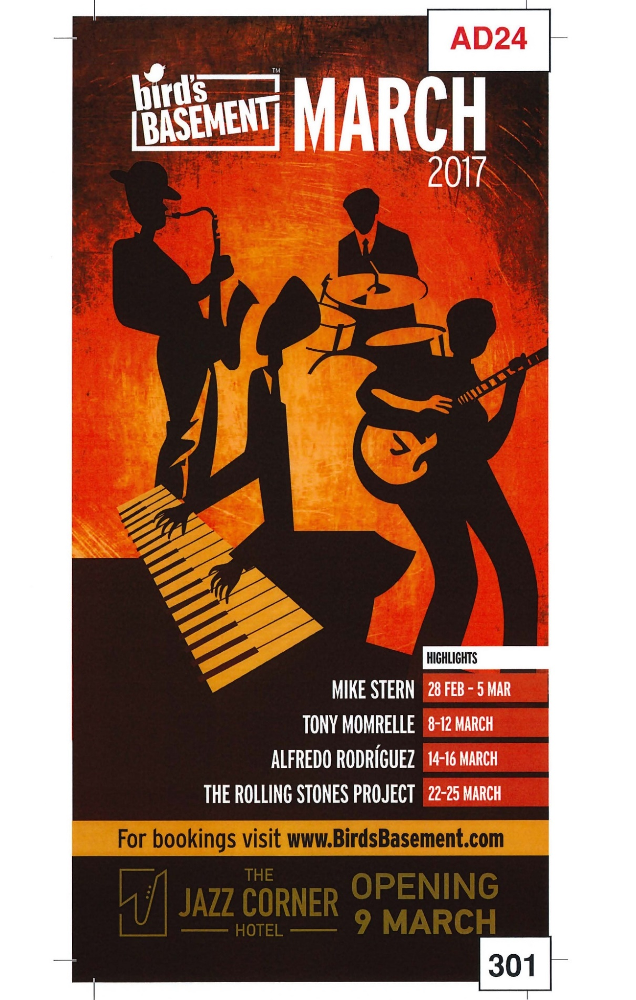 AD24
bird's
BASEMENT
TM
MARCH
2017
HIGHLIGHTS
MIKE STERN 28 FEB - 5 MAR
TONY MOMRELLE 8-12 MARCH
ALFREDO RODRÍGUEZ 14-16 MARCH
THE ROLLING STONES PROJECT 22-25 MARCH
For bookings visit www.BirdsBasement.com
THE
JAZZ CORNER
HOTEL
OPENING
9 MARCH
301